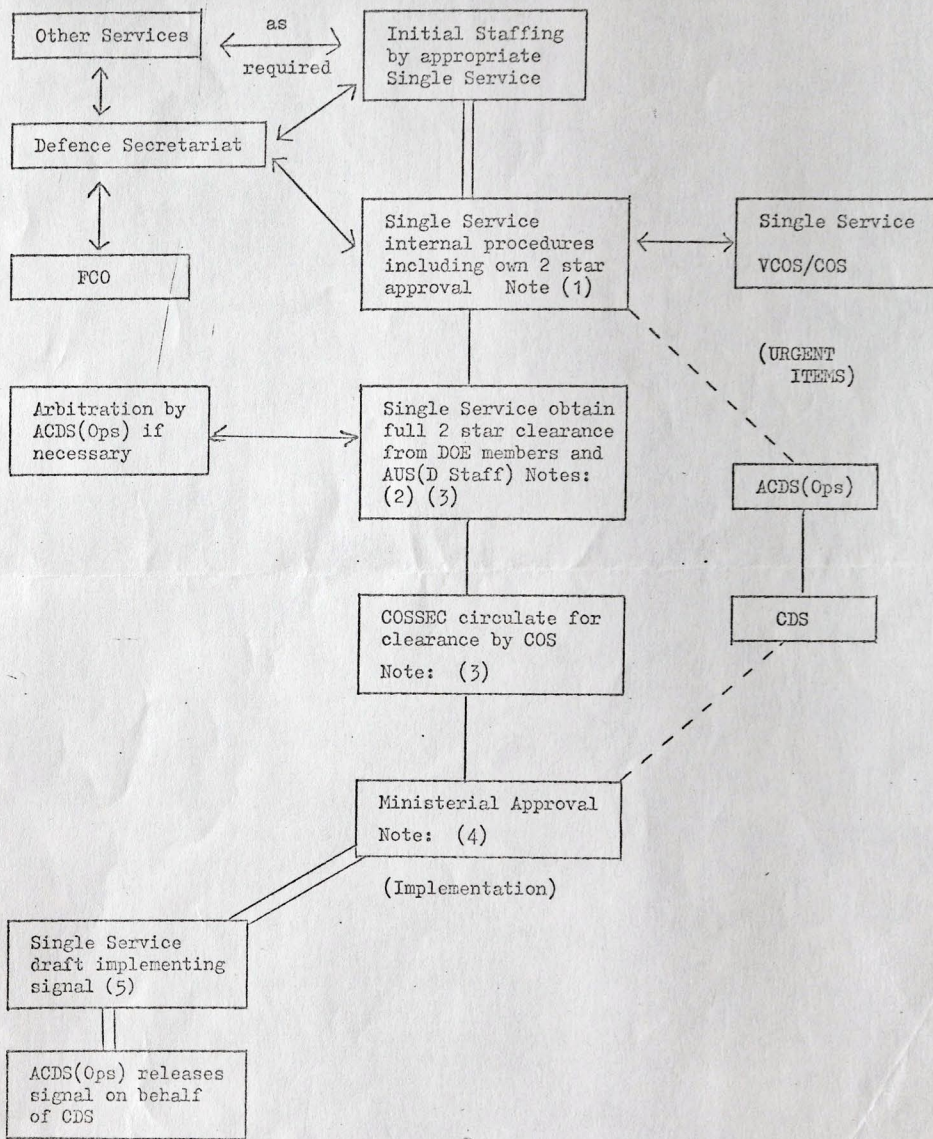 Other Services
as
required
Initial Staffing
by appropriate
Single Service
Defence Secretariat
Single Service
internal procedures
including own 2 star
approval Note (1)
Single Service
VCOS/COS
FCO
(URGENT
ITEMS)
Arbitration by
ACDS(Ops) if
necessary
Single Service obtain
full 2 star clearance
from DOE members and
AUS(D Staff) Notes:
(2) (3)
ACDS(Ops)
COSSEC circulate for
clearance by COS
Note: (3)
CDS
Ministerial Approval
Note: (4)
(Implementation)
Single Service
draft implementing
signal (5)
ACDS(Ops) releases
signal on behalf
of CDS